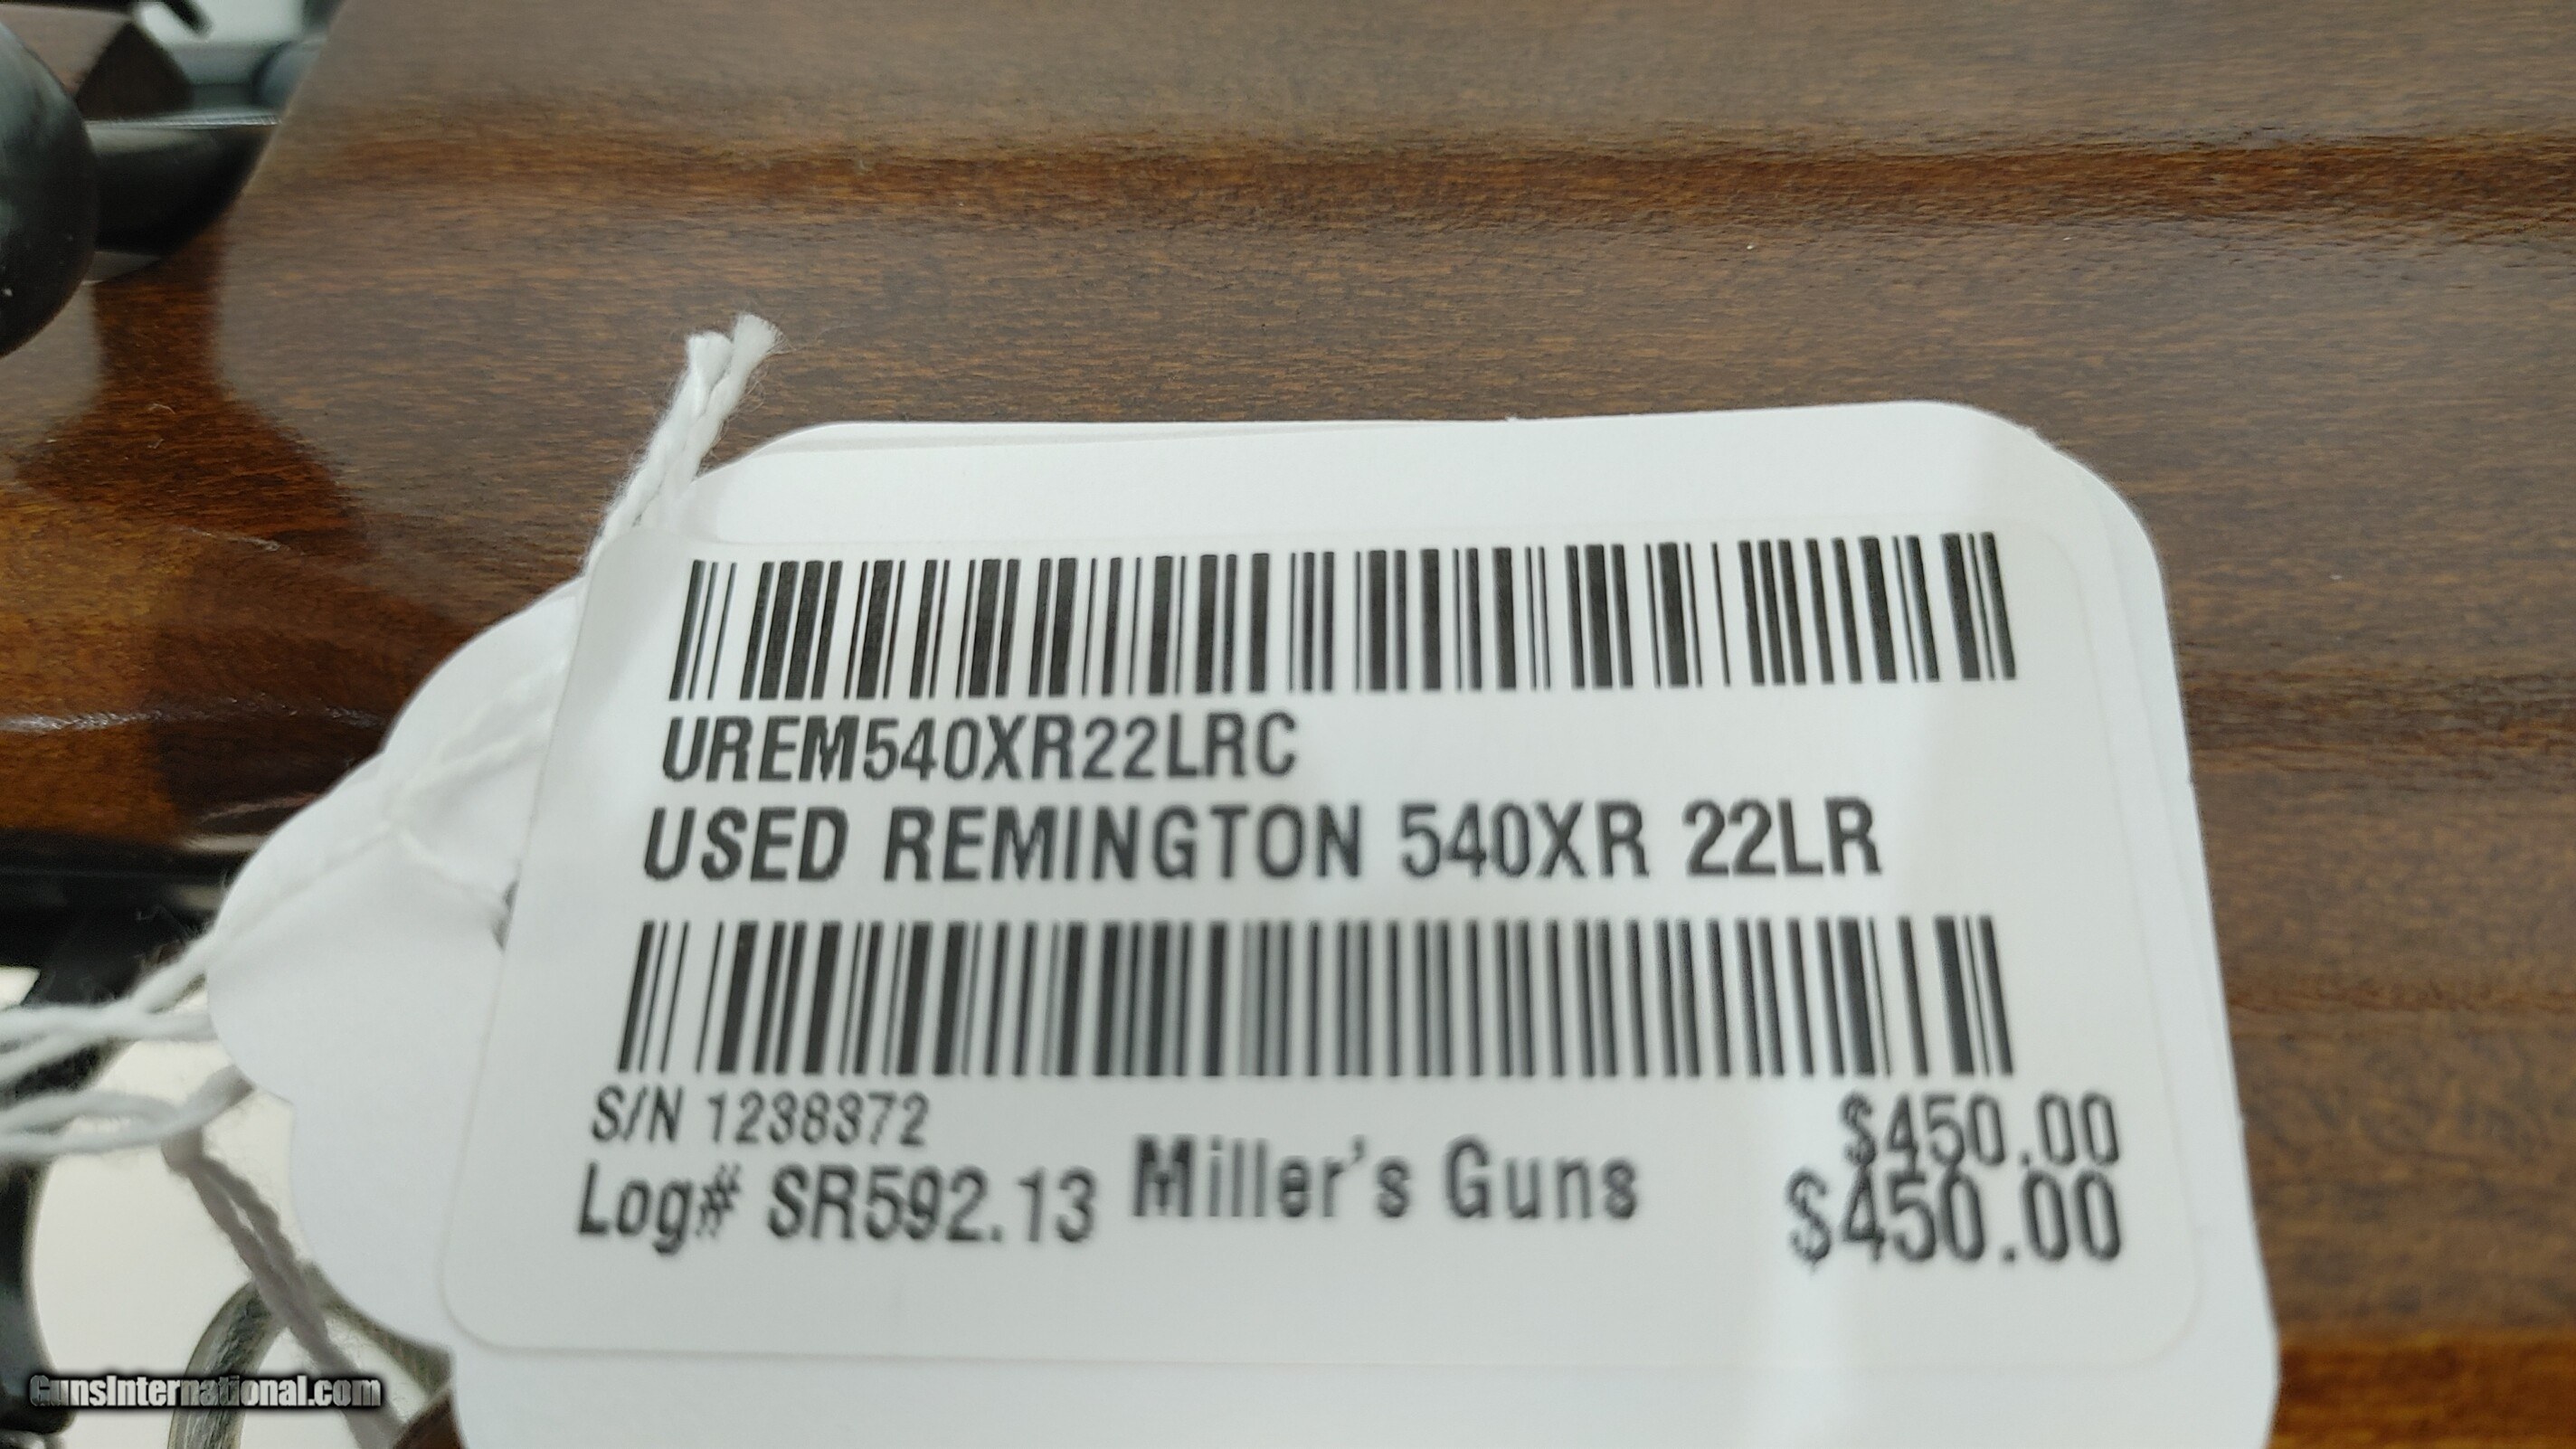 UREM540XR22LRC
USED REMINGTON 540XR 22LR
S/N 1238372
$450.00
Log# SR592.13 Miller's Guns
$450.00
GunsInternational.com